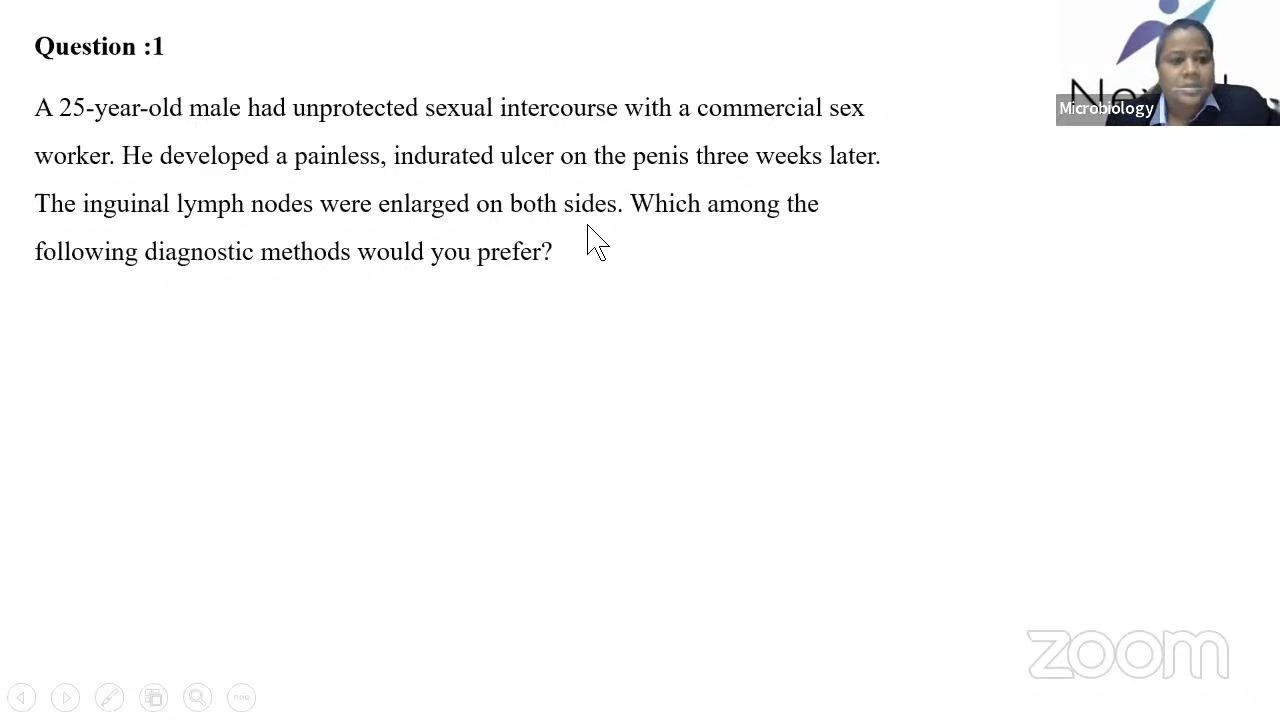 Question :1
A 25-year-old male had unprotected sexual intercourse with a commercial sex
worker. He developed a painless, indurated ulcer on the penis three weeks later.
The inguinal lymph nodes were enlarged on both sides. Which among the
following diagnostic methods would you prefer?
Microbiology
zoom